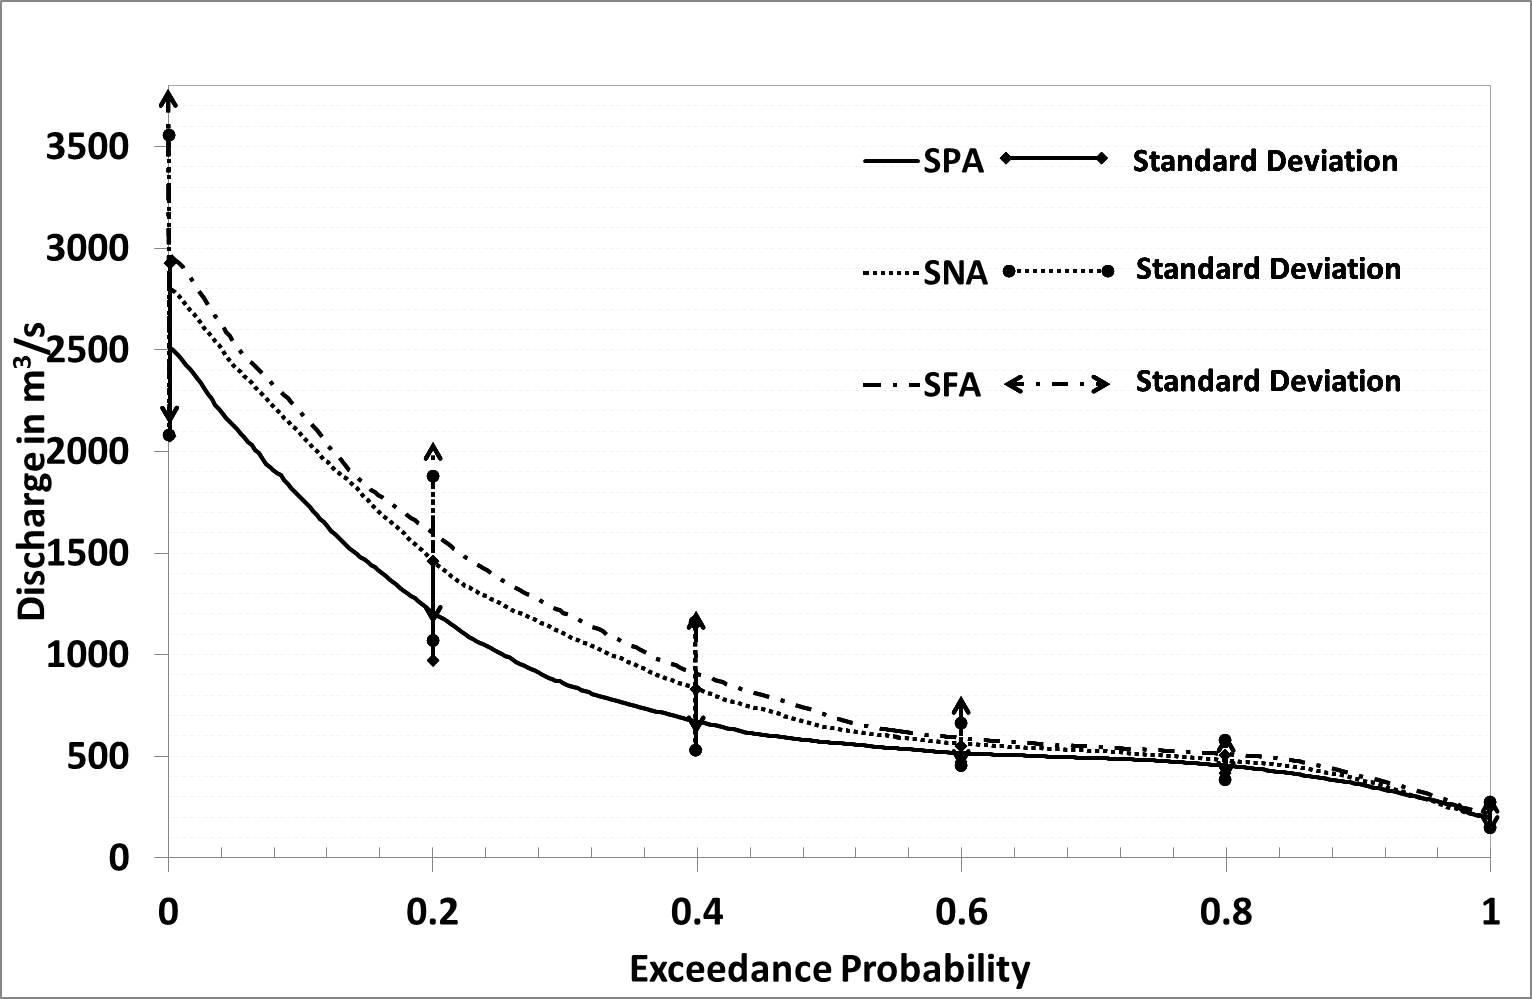 3500
3000
2500
2000
1500
1000
500
0
Discharge in m³/s
SPA Standard Deviation
SNA Standard Deviation
SFA Standard Deviation
0 0.2 0.4 0.6 0.8 1
Exceedance Probability